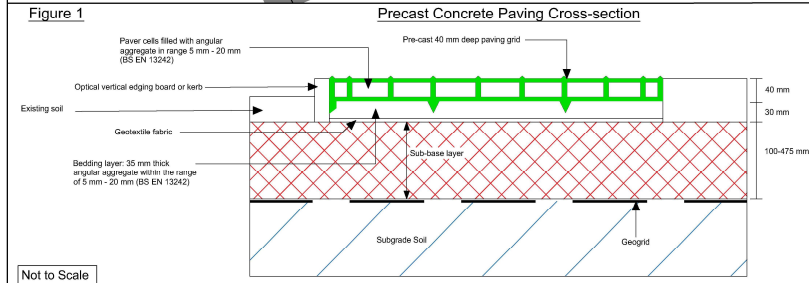 Figure 1
Precast Concrete Paving Cross-section
Paver cells filled with angular
aggregate in range 5 mm - 20 mm
(BS EN 13242)
Pre-cast 40 mm deep paving grid
Optical vertical edging board or kerb
40 mm
Existing soil
30 mm
Geotextile fabric
Sub-base layer
100-475 mm
Bedding layer: 35 mm thick
angular aggregate within the range
of 5 mm - 20 mm (BS EN 13242)
Subgrade Soil
Geogrid
Not to Scale